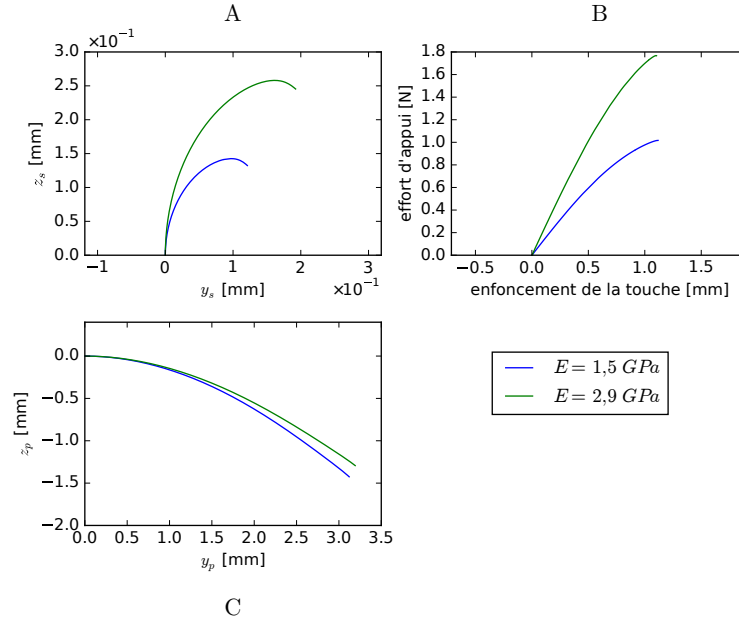 A
B
×10⁻¹
3.0
2.5
2.0
1.5
1.0
0.5
0.0
z_s [mm]
−1 0 1 2 3
y_s [mm]
×10⁻¹
1.8
1.6
1.4
1.2
1.0
0.8
0.6
0.4
0.2
0.0
effort d'appui [N]
−0.5 0.0 0.5 1.0 1.5
enfoncement de la touche [mm]
0.0
−0.5
−1.0
−1.5
−2.0
z_p [mm]
0.0 0.5 1.0 1.5 2.0 2.5 3.0 3.5
y_p [mm]
E = 1,5 GPa
E = 2,9 GPa
C